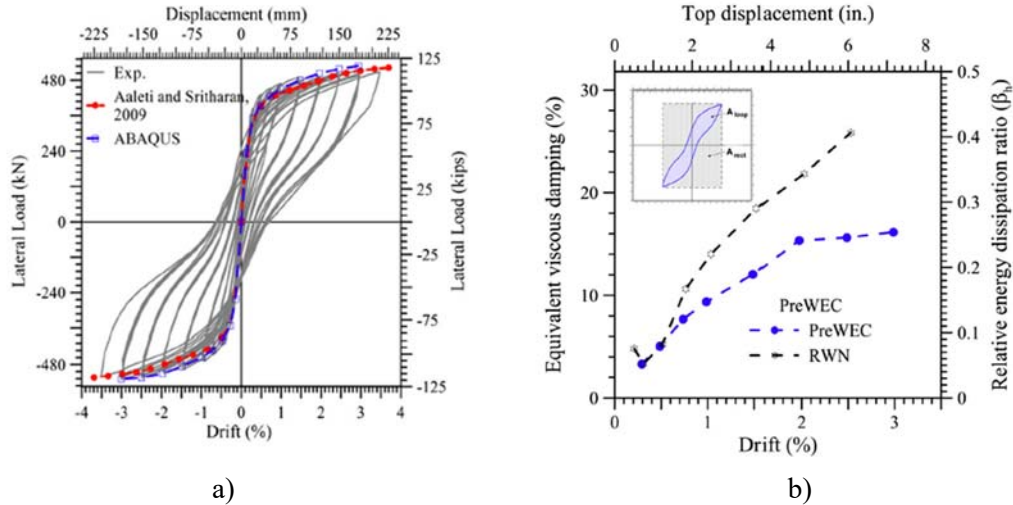 Displacement (mm)
-225 -150 -75 0 75 150 225
a)
480
240
0
-240
-480
Lateral Load (kN)
Exp.
Aaleti and Sritharan,
2009
ABAQUS
125
75
25
-25
-75
-125
Lateral Load (kips)
-4 -3 -2 -1 0 1 2 3 4
Drift (%)
a)
Top displacement (in.)
0 2 4 6 8
b)
30
20
10
0
Equivalent viscous damping (%)
A loop
A rect
PreWEC
PreWEC
RWN
0.5
0.4
0.3
0.2
0.1
0
Relative energy dissipation ratio (βh)
0 1 2 3
Drift (%)
b)